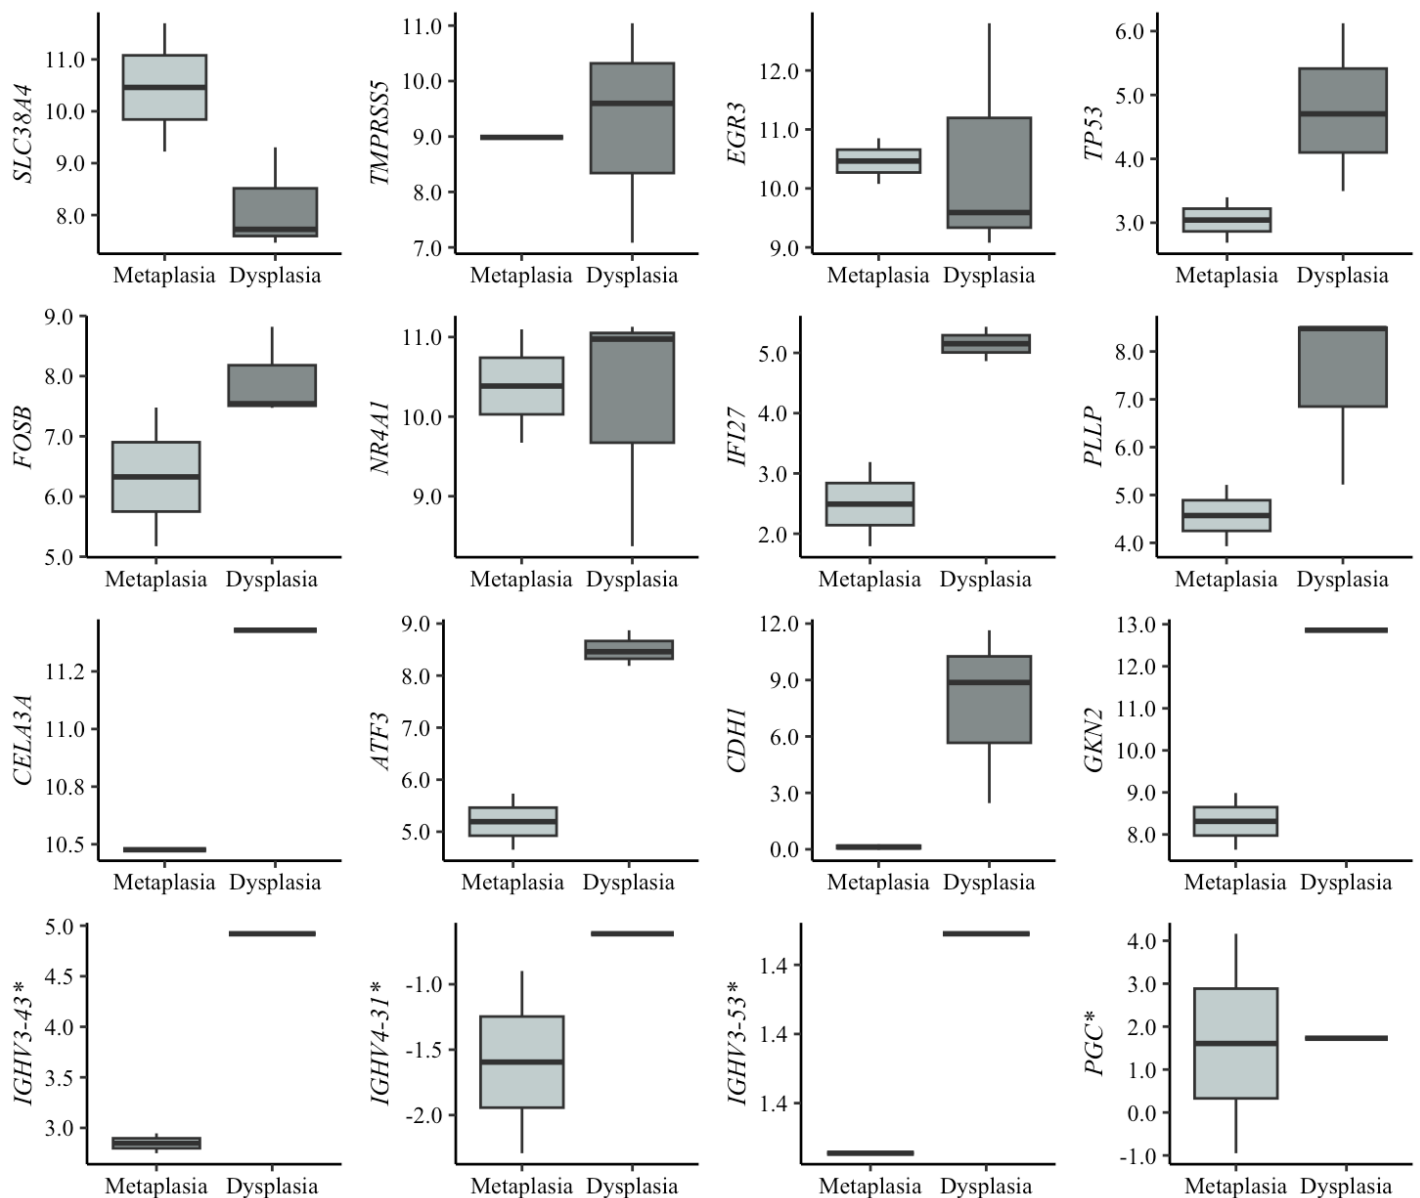 SLC38A4
11.0
10.0
9.0
8.0
Metaplasia Dysplasia
TMPRSS5
11.0
10.0
9.0
8.0
7.0
Metaplasia Dysplasia
EGR3
12.0
11.0
10.0
9.0
Metaplasia Dysplasia
TP53
6.0
5.0
4.0
3.0
Metaplasia Dysplasia
FOSB
9.0
8.0
7.0
6.0
5.0
Metaplasia Dysplasia
NR4A1
11.0
10.0
9.0
Metaplasia Dysplasia
IFI27
5.0
4.0
3.0
2.0
Metaplasia Dysplasia
PLLP
8.0
7.0
6.0
5.0
4.0
Metaplasia Dysplasia
CELA3A
11.2
11.0
10.8
10.5
Metaplasia Dysplasia
ATF3
9.0
8.0
7.0
6.0
5.0
Metaplasia Dysplasia
CDH1
12.0
9.0
6.0
3.0
0.0
Metaplasia Dysplasia
GKN2
13.0
12.0
11.0
10.0
9.0
8.0
Metaplasia Dysplasia
IGHV3-43*
5.0
4.5
4.0
3.5
3.0
Metaplasia Dysplasia
IGHV4-31*
-1.0
-1.5
-2.0
Metaplasia Dysplasia
IGHV3-53*
1.4
1.4
1.4
Metaplasia Dysplasia
PGC*
4.0
3.0
2.0
1.0
0.0
-1.0
Metaplasia Dysplasia